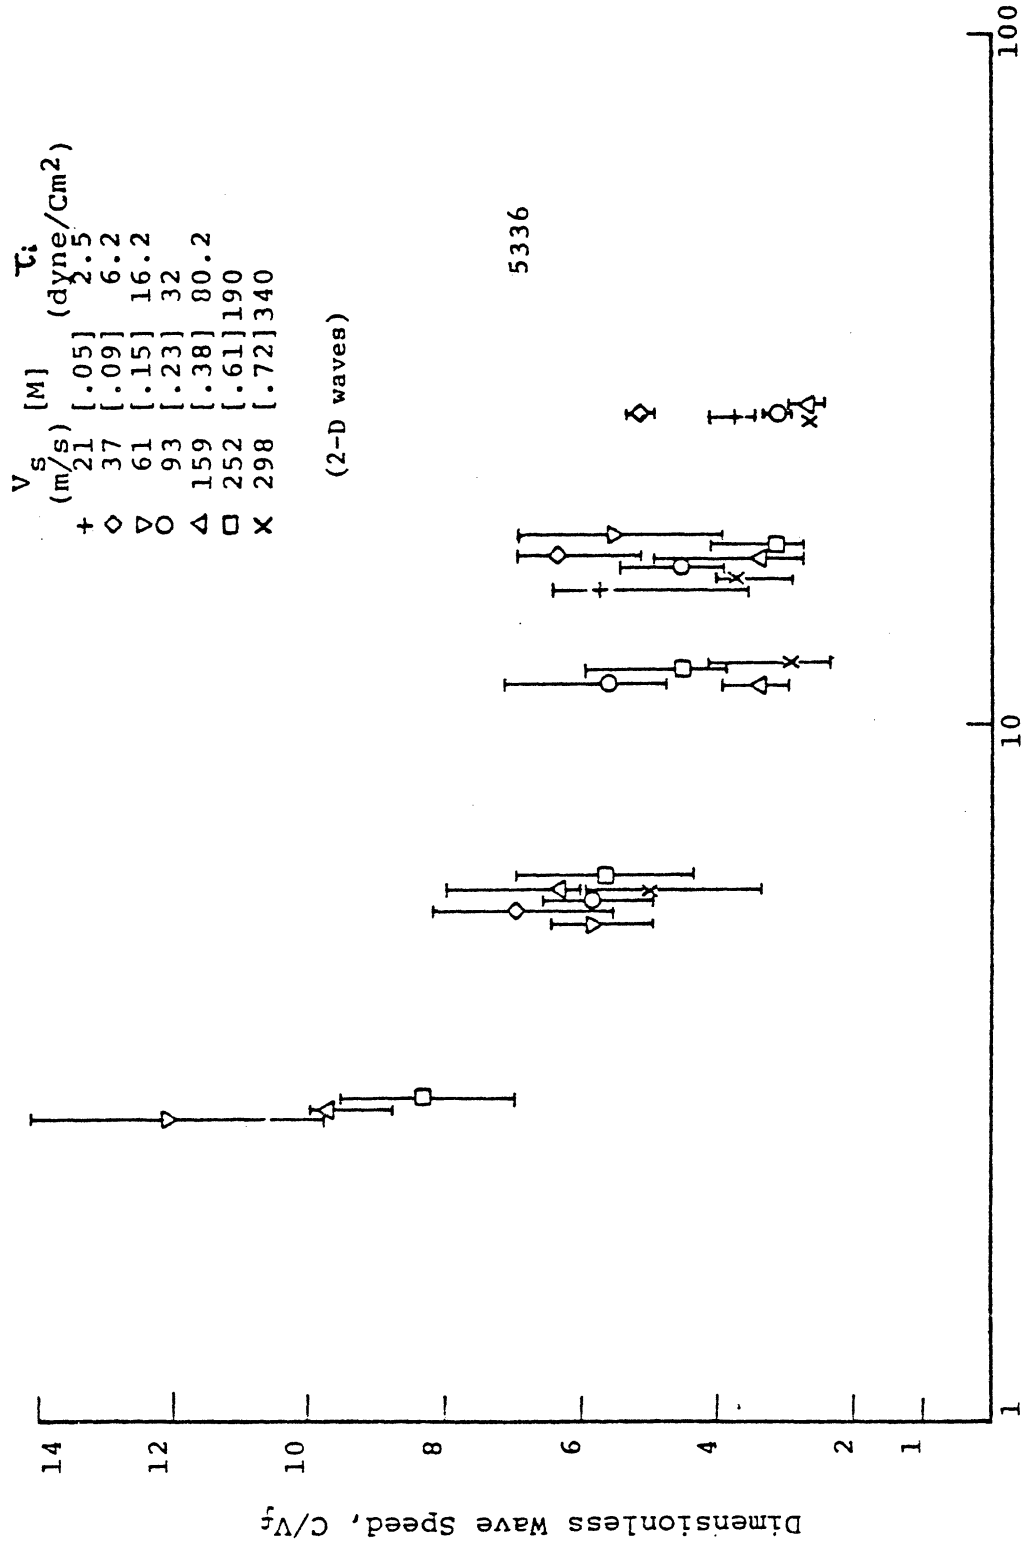 V_s [M] τ_i
(m/s) (dyne/Cm²)
+ 21 [.05] 2.5
◇ 37 [.09] 6.2
▽ 61 [.15] 16.2
○ 93 [.23] 32
△ 159 [.38] 80.2
□ 252 [.61] 190
× 298 [.72] 340
(2-D waves)
5336
14
12
10
8
6
4
2
1
Dimensionless Wave Speed, C/V_f
1
10
100